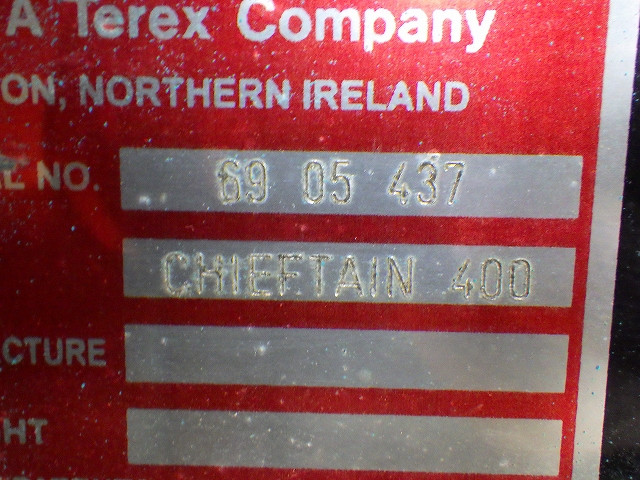 A Terex Company
ON, NORTHERN IRELAND
L NO. 69 05 437
CHIEFTAIN 400
CTURE
HT